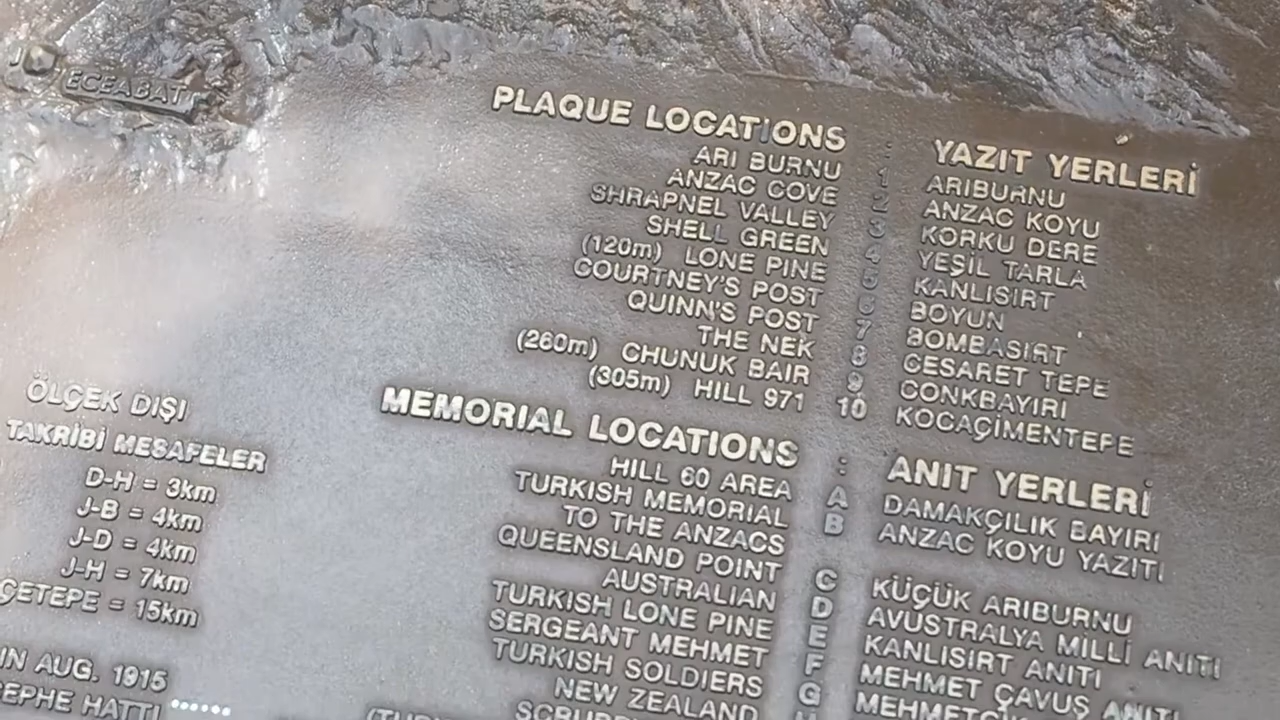 ECEABAT
PLAQUE LOCATIONS : YAZIT YERLERİ
ARI BURNU 1 ARIBURNU
ANZAC COVE 2 ANZAC KOYU
SHRAPNEL VALLEY 3 KORKU DERE
SHELL GREEN 4 YEŞİL TARLA
(120m) LONE PINE 5 KANLISIRT
COURTNEY'S POST 6 BOYUN
QUINN'S POST 7 BOMBASIRT
THE NEK 8 CESARET TEPE
(260m) CHUNUK BAIR 9 CONKBAYIRI
(305m) HILL 971 10 KOCAÇİMENTEPE
MEMORIAL LOCATIONS : ANIT YERLERİ
HILL 60 AREA A DAMAKÇILIK BAYIRI
TURKISH MEMORIAL B ANZAC KOYU YAZITI
TO THE ANZACS
QUEENSLAND POINT C KÜÇÜK ARIBURNU
AUSTRALIAN D AVUSTRALYA MİLLİ ANITI
TURKISH LONE PINE E KANLISIRT ANITI
SERGEANT MEHMET F MEHMET ÇAVUŞ ANITI
TURKISH SOLDIERS G
NEW ZEALAND
ÖLÇEK DIŞI
TAKRİBİ MESAFELER
D-H = 3km
J-B = 4km
J-D = 4km
J-H = 7km
= 15km
IN AUG. 1915
HATTI ......